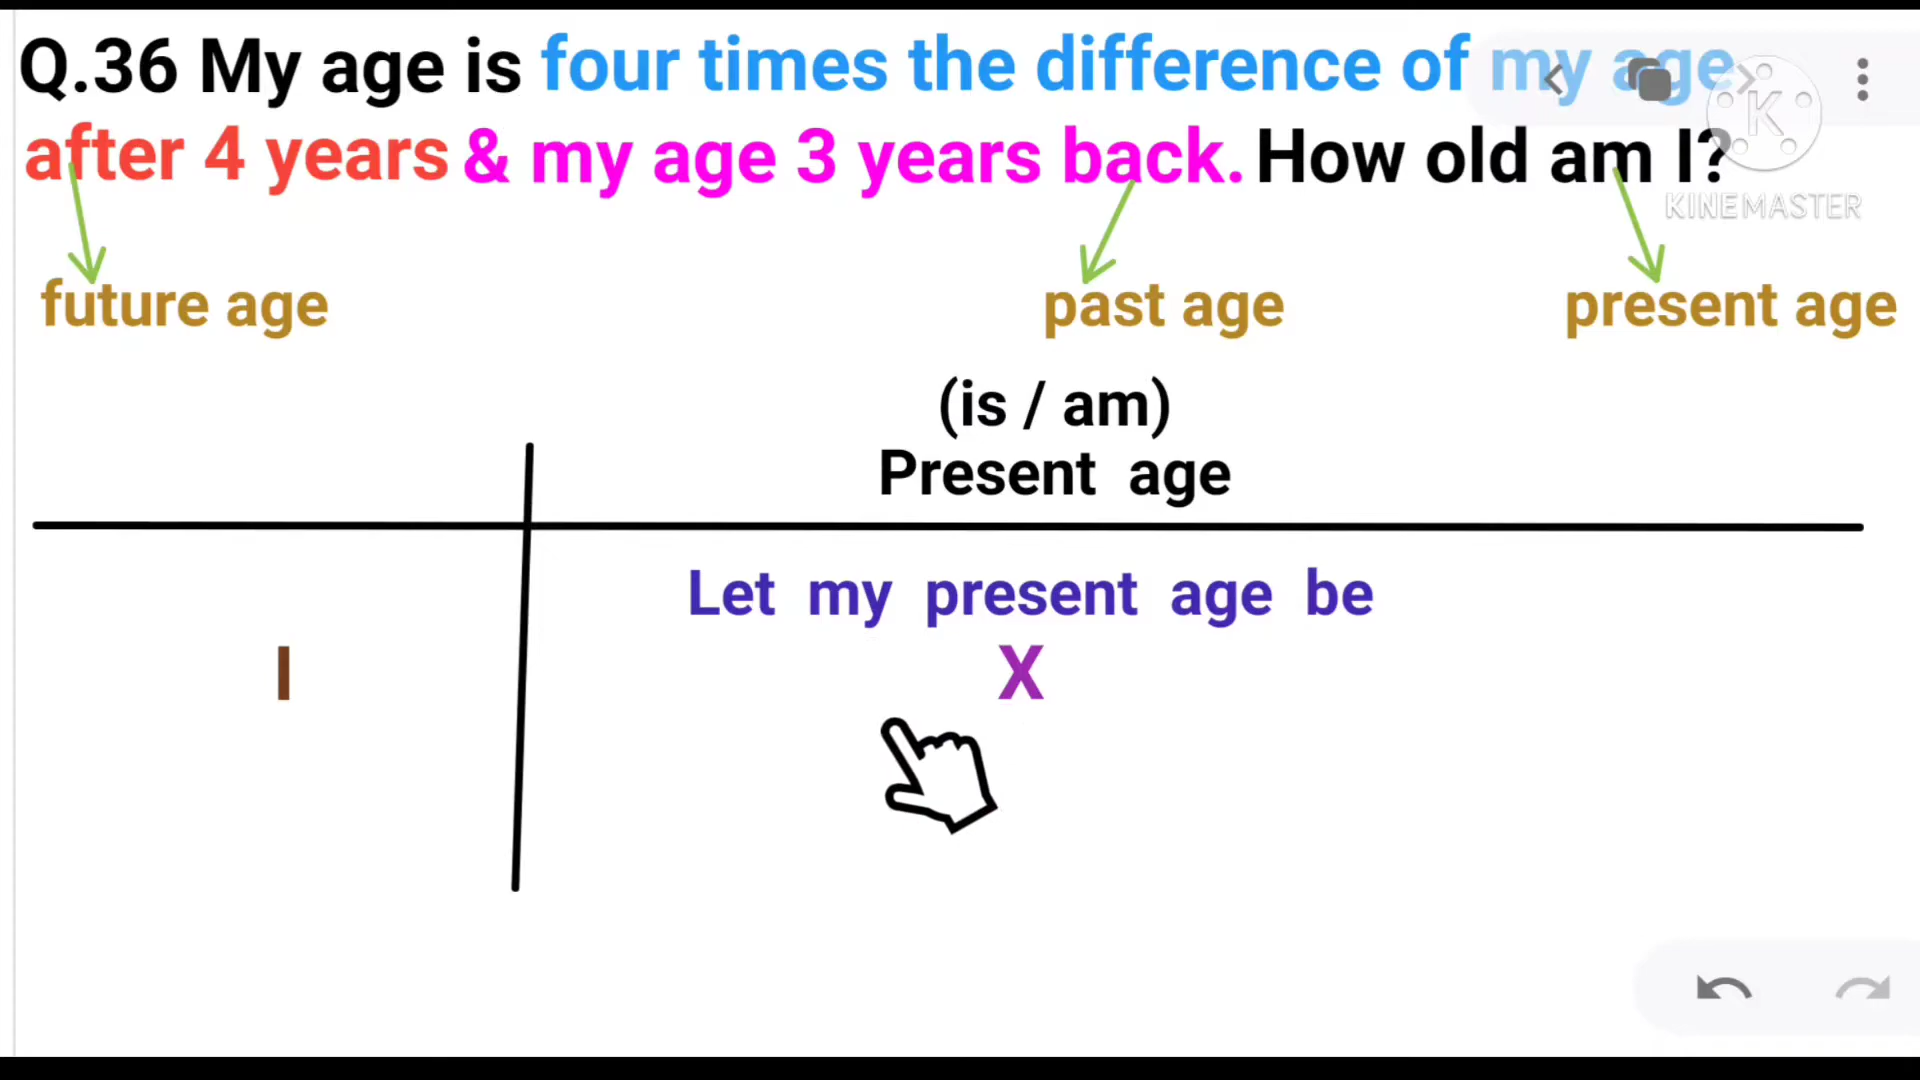 Q.36 My age is four times the difference of my age
after 4 years & my age 3 years back. How old am I?
K
KINEMASTER
future age
past age
present age
(is / am)
Present age
Let my present age be
I
X